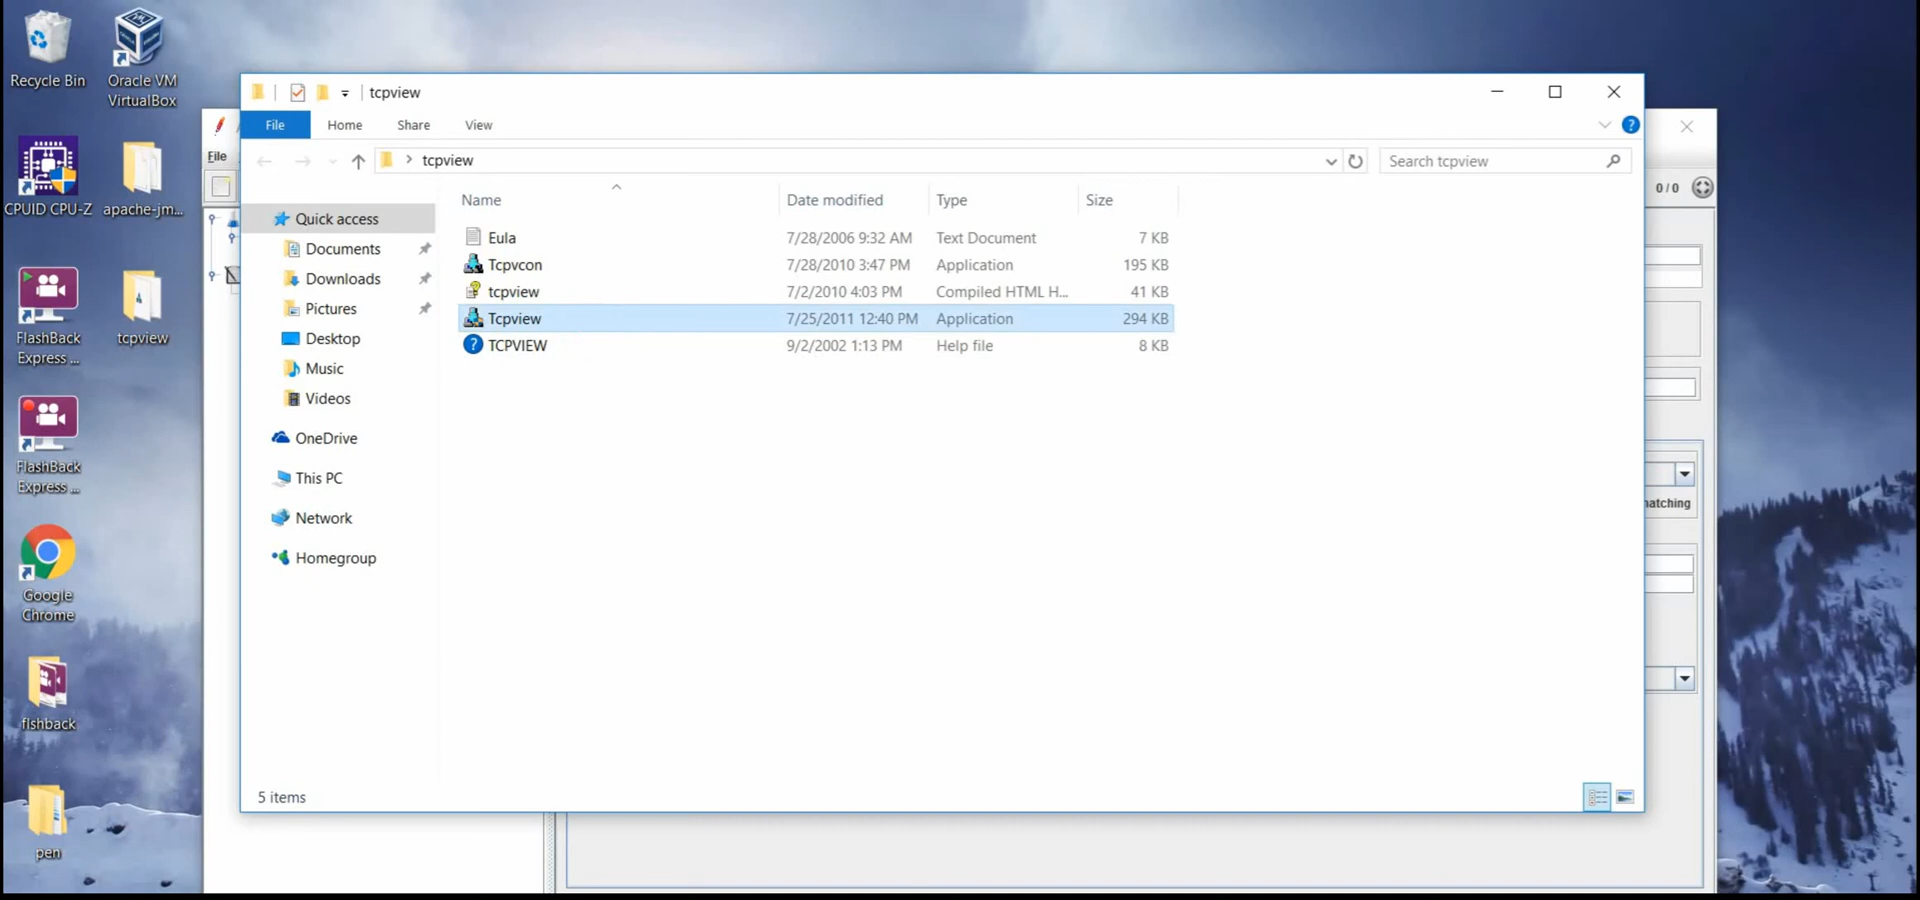 Recycle Bin
Oracle VM
VirtualBox
CPUID CPU-Z
apache-jm...
FlashBack
Express ...
tcpview
FlashBack
Express ...
Google
Chrome
flshback
pen
tcpview
File
Home
Share
View
tcpview
Search tcpview
Name
Date modified
Type
Size
Quick access
Documents
Downloads
Pictures
Desktop
Music
Videos
OneDrive
This PC
Network
Homegroup
Eula 7/28/2006 9:32 AM Text Document 7 KB
Tcpvcon 7/28/2010 3:47 PM Application 195 KB
tcpview 7/2/2010 4:03 PM Compiled HTML H... 41 KB
Tcpview 7/25/2011 12:40 PM Application 294 KB
TCPVIEW 9/2/2002 1:13 PM Help file 8 KB
5 items
File
0 / 0
atching